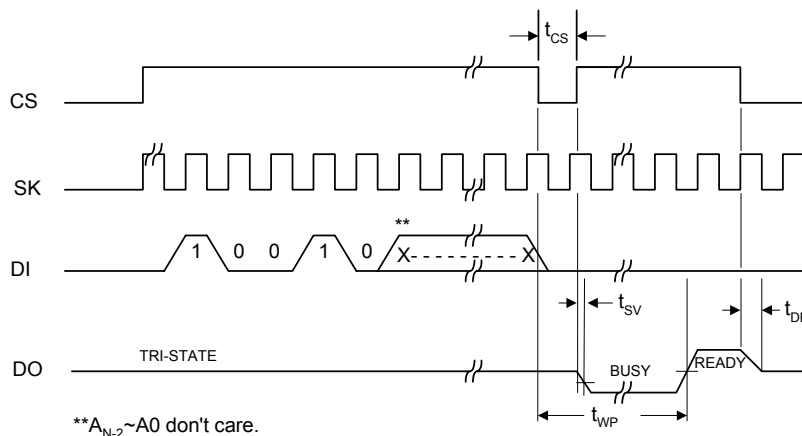 t_CS
CS
SK
**
DI 1 0 0 1 0 X - - - - - - - - - - X
t_SV
t_D
DO TRI-STATE BUSY READY
t_WP
**A_N-2~A0 don't care.